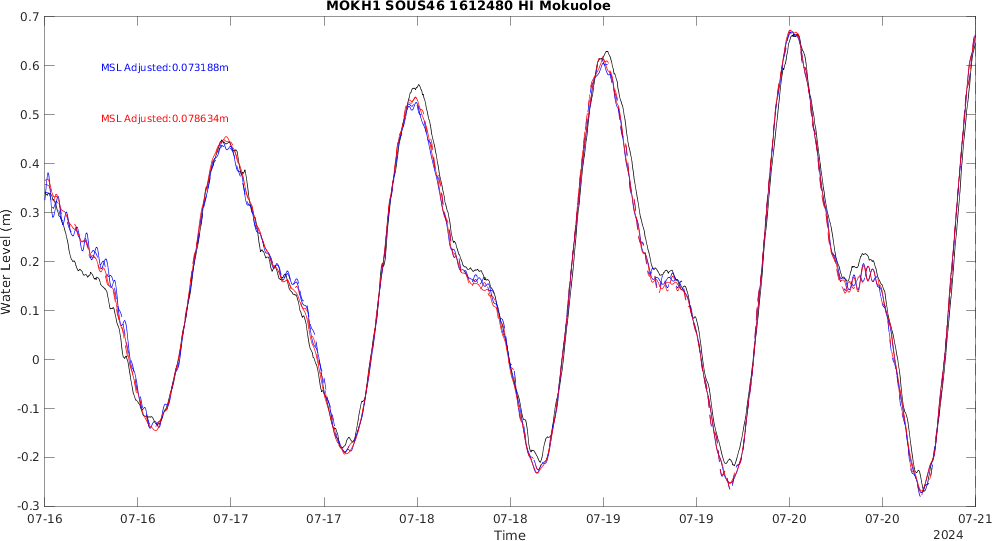 MOKH1 SOUS46 1612480 HI Mokuoloe
0.7
0.6
0.5
0.4
0.3
0.2
0.1
0
-0.1
-0.2
-0.3
Water Level (m)
MSL Adjusted:0.073188m
MSL Adjusted:0.078634m
07-16 07-16 07-17 07-17 07-18 07-18 07-19 07-19 07-20 07-20 07-21
Time
2024